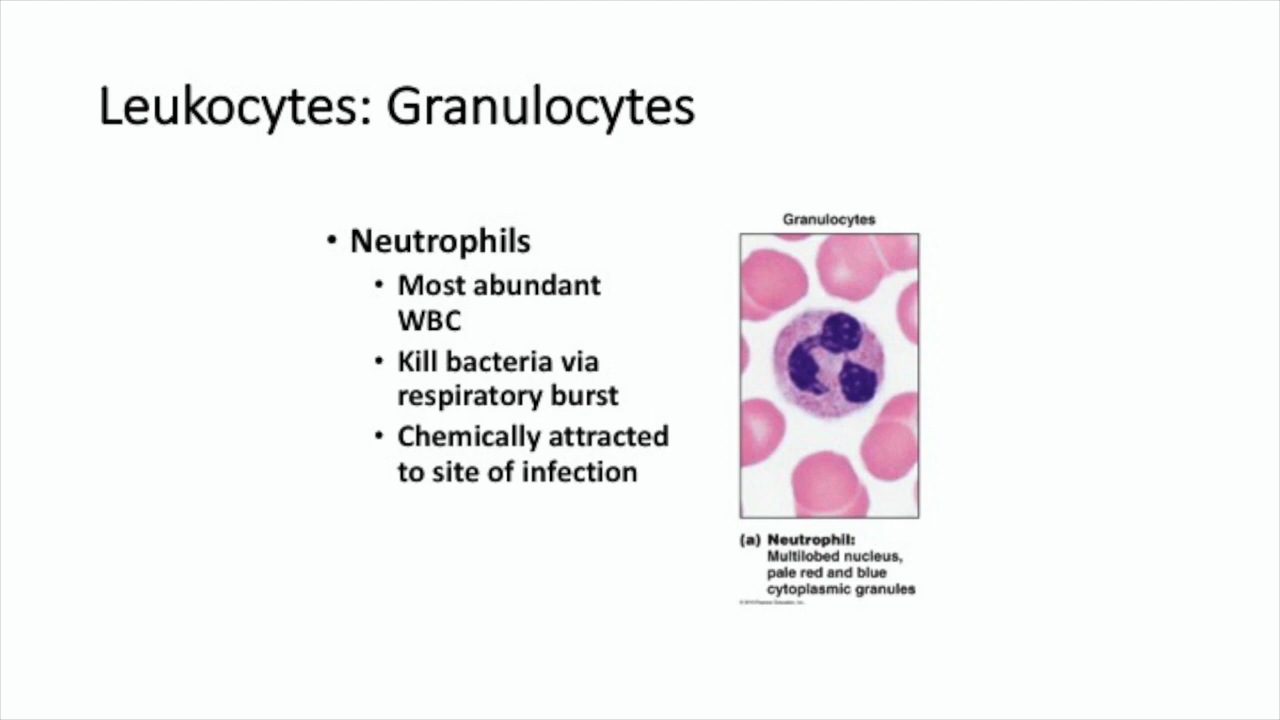 Leukocytes: Granulocytes
• Neutrophils
• Most abundant
WBC
• Kill bacteria via
respiratory burst
• Chemically attracted
to site of infection
Granulocytes
(a) Neutrophil:
Multilobed nucleus,
pale red and blue
cytoplasmic granules